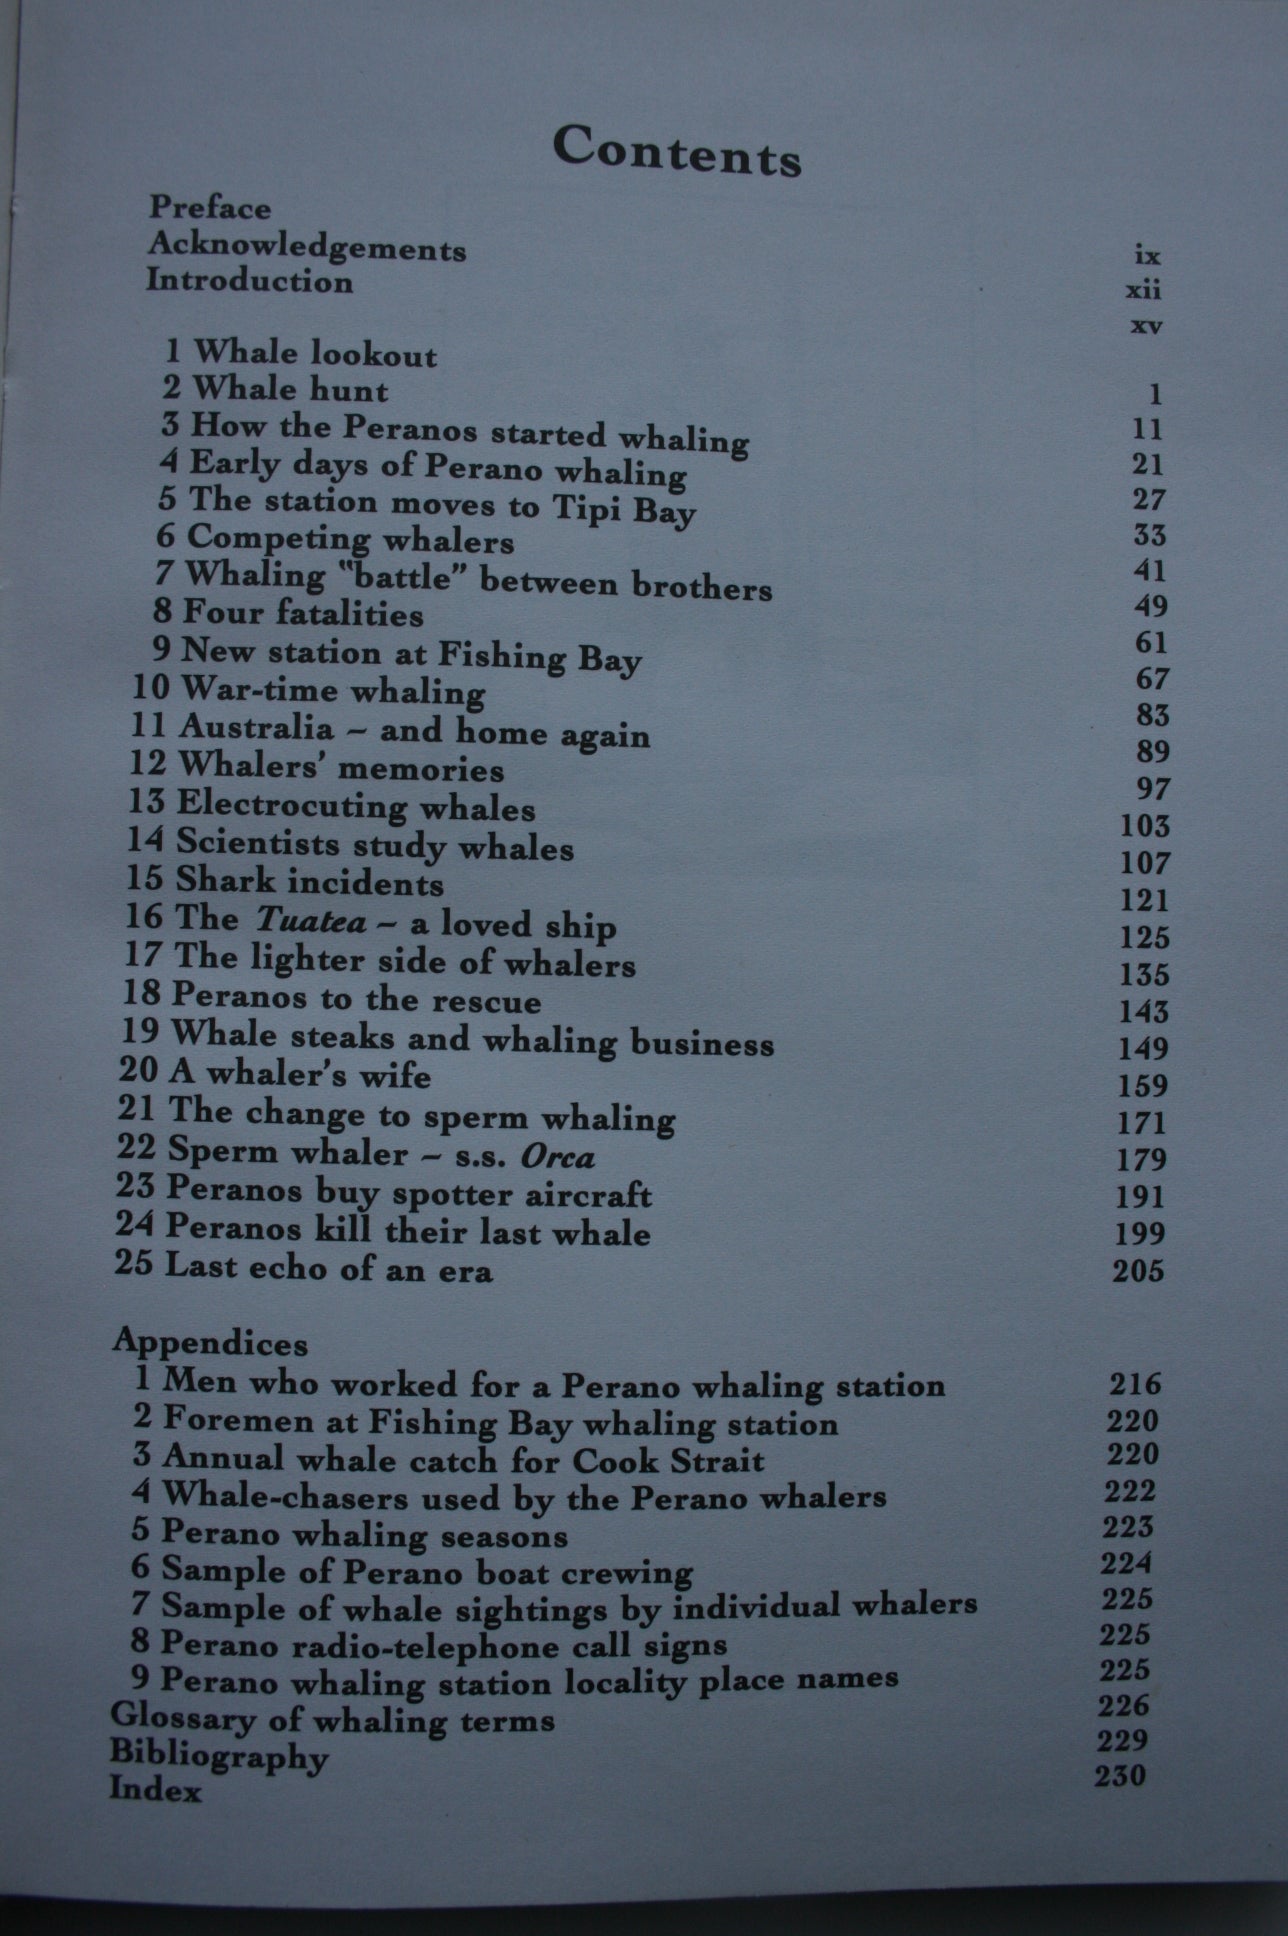 Contents
Preface ix
Acknowledgements xii
Introduction xv
1 Whale lookout 1
2 Whale hunt 11
3 How the Peranos started whaling 21
4 Early days of Perano whaling 27
5 The station moves to Tipi Bay 33
6 Competing whalers 41
7 Whaling "battle" between brothers 49
8 Four fatalities 61
9 New station at Fishing Bay 67
10 War-time whaling 83
11 Australia – and home again 89
12 Whalers' memories 97
13 Electrocuting whales 103
14 Scientists study whales 107
15 Shark incidents 121
16 The Tuatea – a loved ship 125
17 The lighter side of whalers 135
18 Peranos to the rescue 143
19 Whale steaks and whaling business 149
20 A whaler's wife 159
21 The change to sperm whaling 171
22 Sperm whaler – s.s. Orca 179
23 Peranos buy spotter aircraft 191
24 Peranos kill their last whale 199
25 Last echo of an era 205
Appendices
1 Men who worked for a Perano whaling station 216
2 Foremen at Fishing Bay whaling station 220
3 Annual whale catch for Cook Strait 220
4 Whale-chasers used by the Perano whalers 222
5 Perano whaling seasons 223
6 Sample of Perano boat crewing 224
7 Sample of whale sightings by individual whalers 225
8 Perano radio-telephone call signs 225
9 Perano whaling station locality place names 225
Glossary of whaling terms 226
Bibliography 229
Index 230